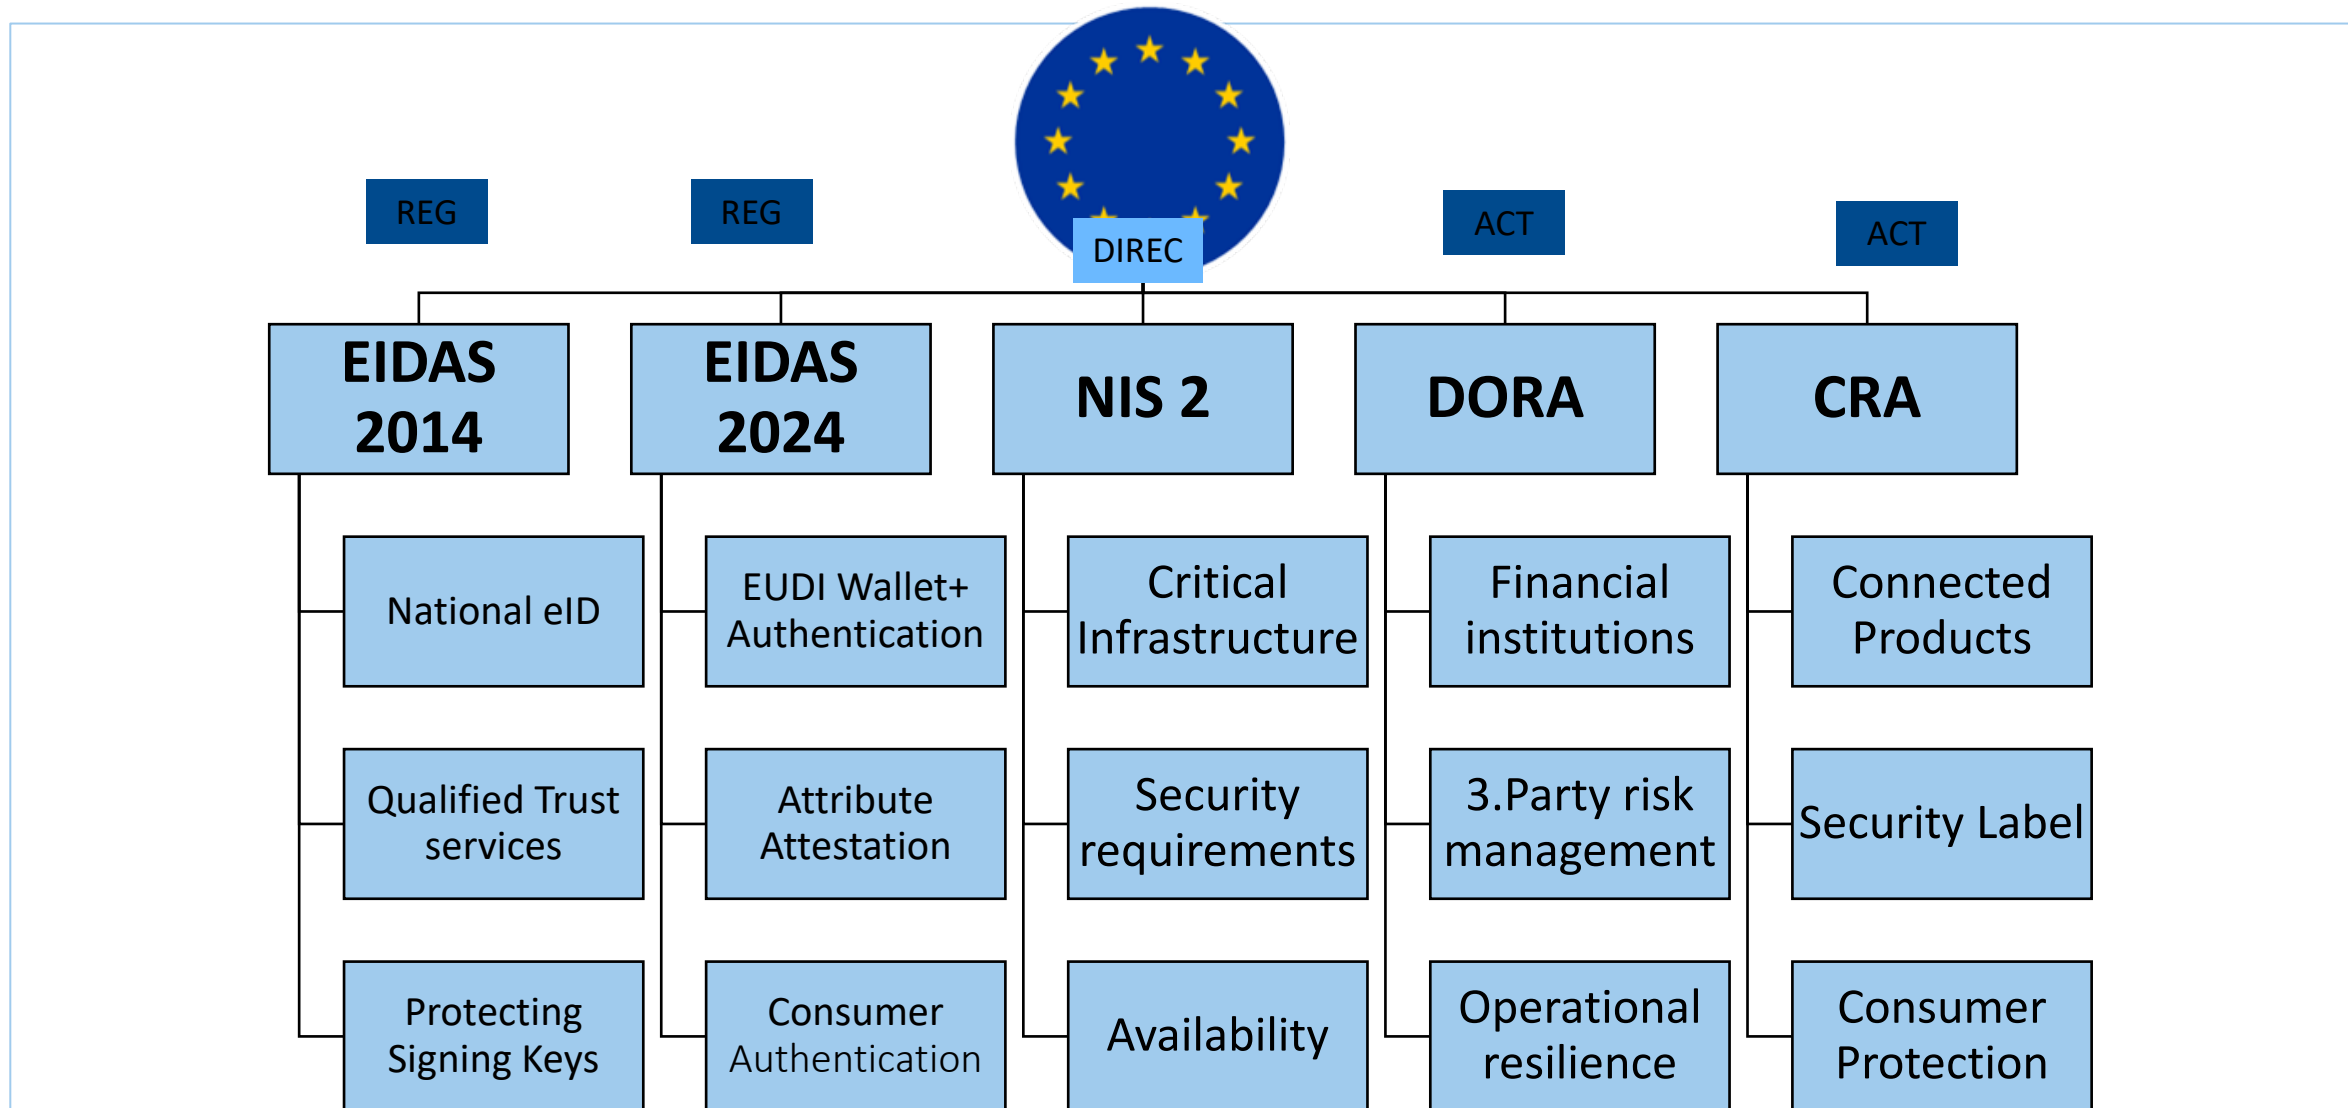 REG
REG
DIREC
ACT
ACT
EIDAS
2014
EIDAS
2024
NIS 2
DORA
CRA
National eID
EUDI Wallet+
Authentication
Critical
Infrastructure
Financial
institutions
Connected
Products
Qualified Trust
services
Attribute
Attestation
Security
requirements
3.Party risk
management
Security Label
Protecting
Signing Keys
Consumer
Authentication
Availability
Operational
resilience
Consumer
Protection